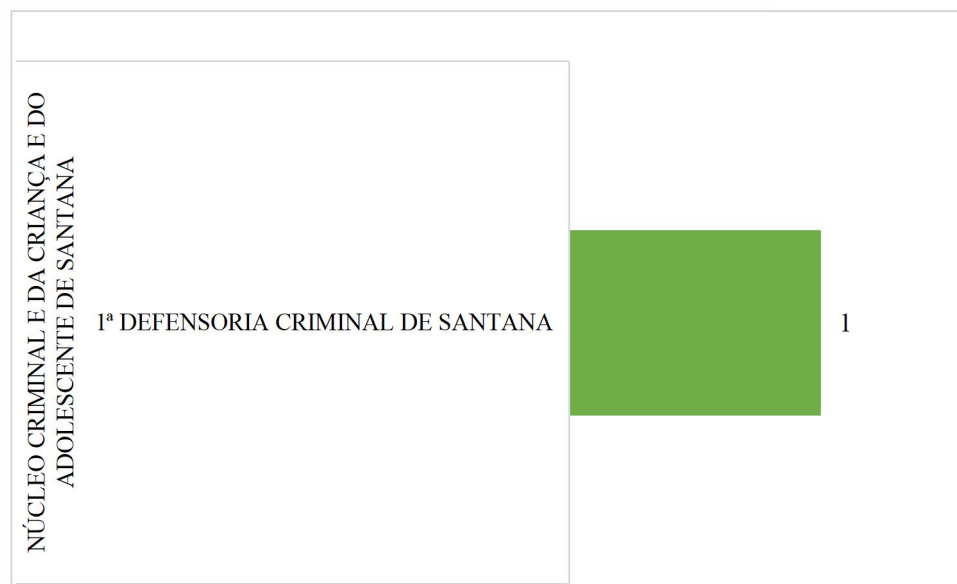 NÚCLEO CRIMINAL E DA CRIANÇA E DO
ADOLESCENTE DE SANTANA
1ª DEFENSORIA CRIMINAL DE SANTANA
1